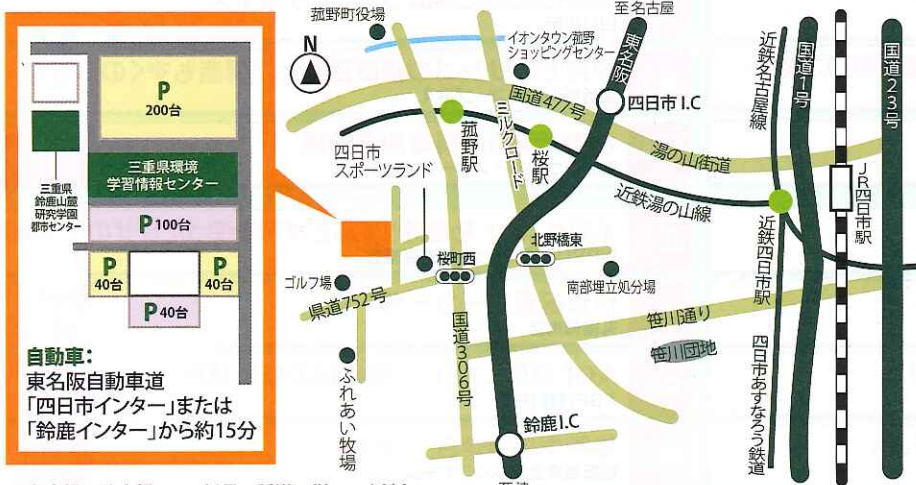 P
200台
三重県
鈴鹿山麓
研究学園
都市センター
三重県環境
学習情報センター
P 100台
P
40台
P
40台
P 40台
自動車：
東名阪自動車道
「四日市インター」または
「鈴鹿インター」から約15分
菰野町役場
N
イオンタウン菰野
ショッピングセンター
至名古屋
東名阪
国道477号
四日市 I.C
近鉄名古屋線
国道1号
国道23号
ミルクロード
菰野駅
桜駅
四日市
スポーツランド
湯の山街道
近鉄湯の山線
JR四日市駅
近鉄四日市駅
北野橋東
桜町西
ゴルフ場
県道752号
南部埋立処分場
国道306号
笹川通り
笹川団地
ふれあい牧場
四日市あすなろう鉄道
鈴鹿 I.C